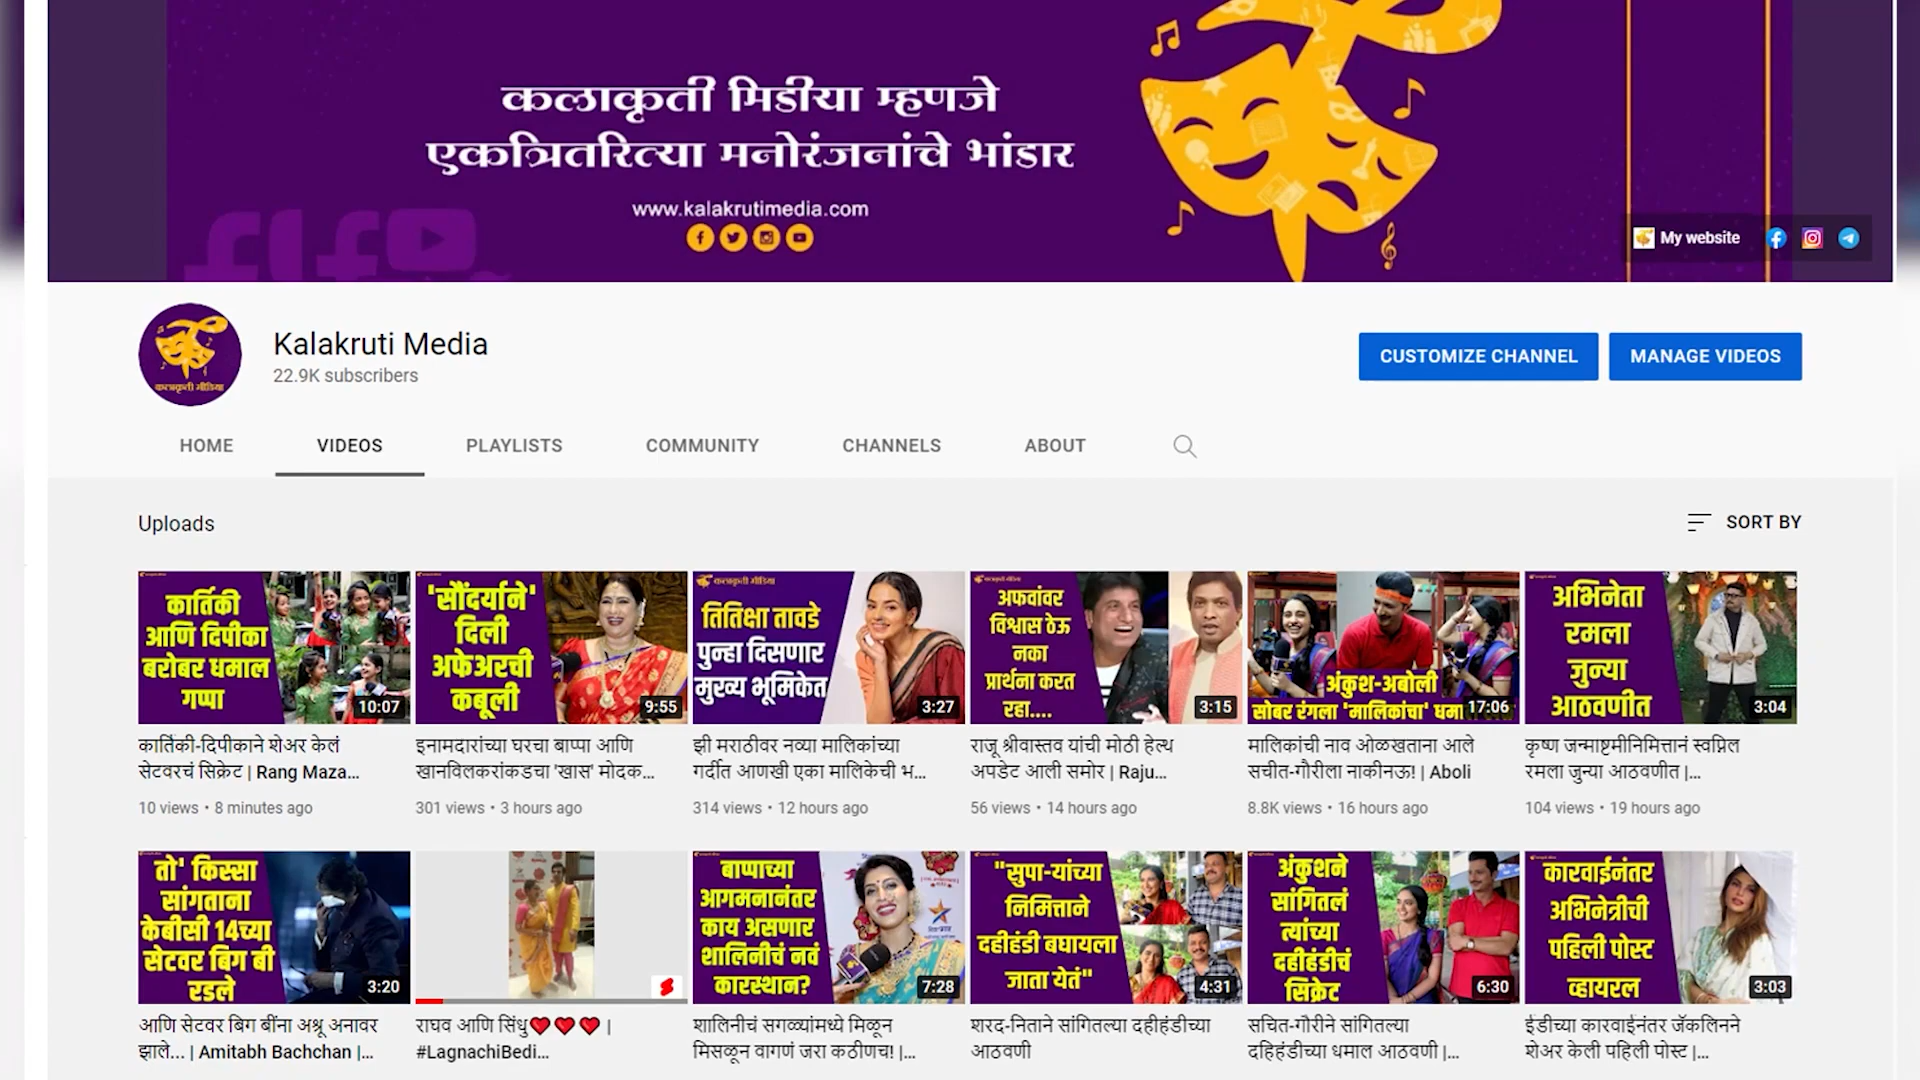 कलाकृती मिडीया म्हणजे
एकत्रितरित्या मनोरंजनांचे भांडार
www.kalakrutimedia.com
My website
कलाकृती मीडिया
Kalakruti Media
22.9K subscribers
CUSTOMIZE CHANNEL
MANAGE VIDEOS
HOME
VIDEOS
PLAYLISTS
COMMUNITY
CHANNELS
ABOUT
Uploads
SORT BY
कार्तिकी
आणि दिपीका
बरोबर धमाल
गप्पा
10:07
कार्तिकी-दिपीकाने शेअर केलं
सेटवरचं सिक्रेट | Rang Maza...
10 views • 8 minutes ago
'सौंदर्याने'
दिली
अफेअरची
कबूली
9:55
इनामदारांच्या घरचा बाप्पा आणि
खानविलकरांकडचा 'खास' मोदक...
301 views • 3 hours ago
कलाकृती मीडिया
तितिक्षा तावडे
पुन्हा दिसणार
मुख्य भूमिकेत
3:27
झी मराठीवर नव्या मालिकांच्या
गर्दीत आणखी एका मालिकेची भ...
314 views • 12 hours ago
अफवांवर
विश्वास ठेऊ
नका
प्रार्थना करत
रहा....
3:15
राजू श्रीवास्तव यांची मोठी हेल्थ
अपडेट आली समोर | Raju...
56 views • 14 hours ago
अंकुश-अबोली
सोबर रंगला 'मालिकांचा' धमा
17:06
मालिकांची नाव ओळखताना आले
सचीत-गौरीला नाकीनऊ! | Aboli
8.8K views • 16 hours ago
अभिनेता
रमला
जुन्या
आठवणीत
3:04
कृष्ण जन्माष्टमीनिमित्तानं स्वप्निल
रमला जुन्या आठवणीत |...
104 views • 19 hours ago
तो' किस्सा
सांगताना
केबीसी 14च्या
सेटवर बिग बी
रडले
3:20
आणि सेटवर बिग बींना अश्रू अनावर
झाले... | Amitabh Bachchan |...
राघव आणि सिंधु❤❤❤ |
#LagnachiBedi...
बाप्पाच्या
आगमनानंतर
काय असणार
शालिनीचं नवं
कारस्थान?
7:28
शालिनीचं सगळ्यांमध्ये मिळून
मिसळून वागणं जरा कठीणच! |...
"सुपा-यांच्या
निमित्ताने
दहीहंडी बघायला
जाता येतं"
4:31
शरद-निताने सांगितल्या दहीहंडीच्या
आठवणी
अंकुशने
सांगितलं
त्यांच्या
दहीहंडीचं
सिक्रेट
6:30
सचित-गौरीने सांगितल्या
दहिहंडीच्या धमाल आठवणी |...
कारवाईनंतर
अभिनेत्रीची
पहिली पोस्ट
व्हायरल
3:03
ईडीच्या कारवाईनंतर जॅकलिनने
शेअर केली पहिली पोस्ट |...